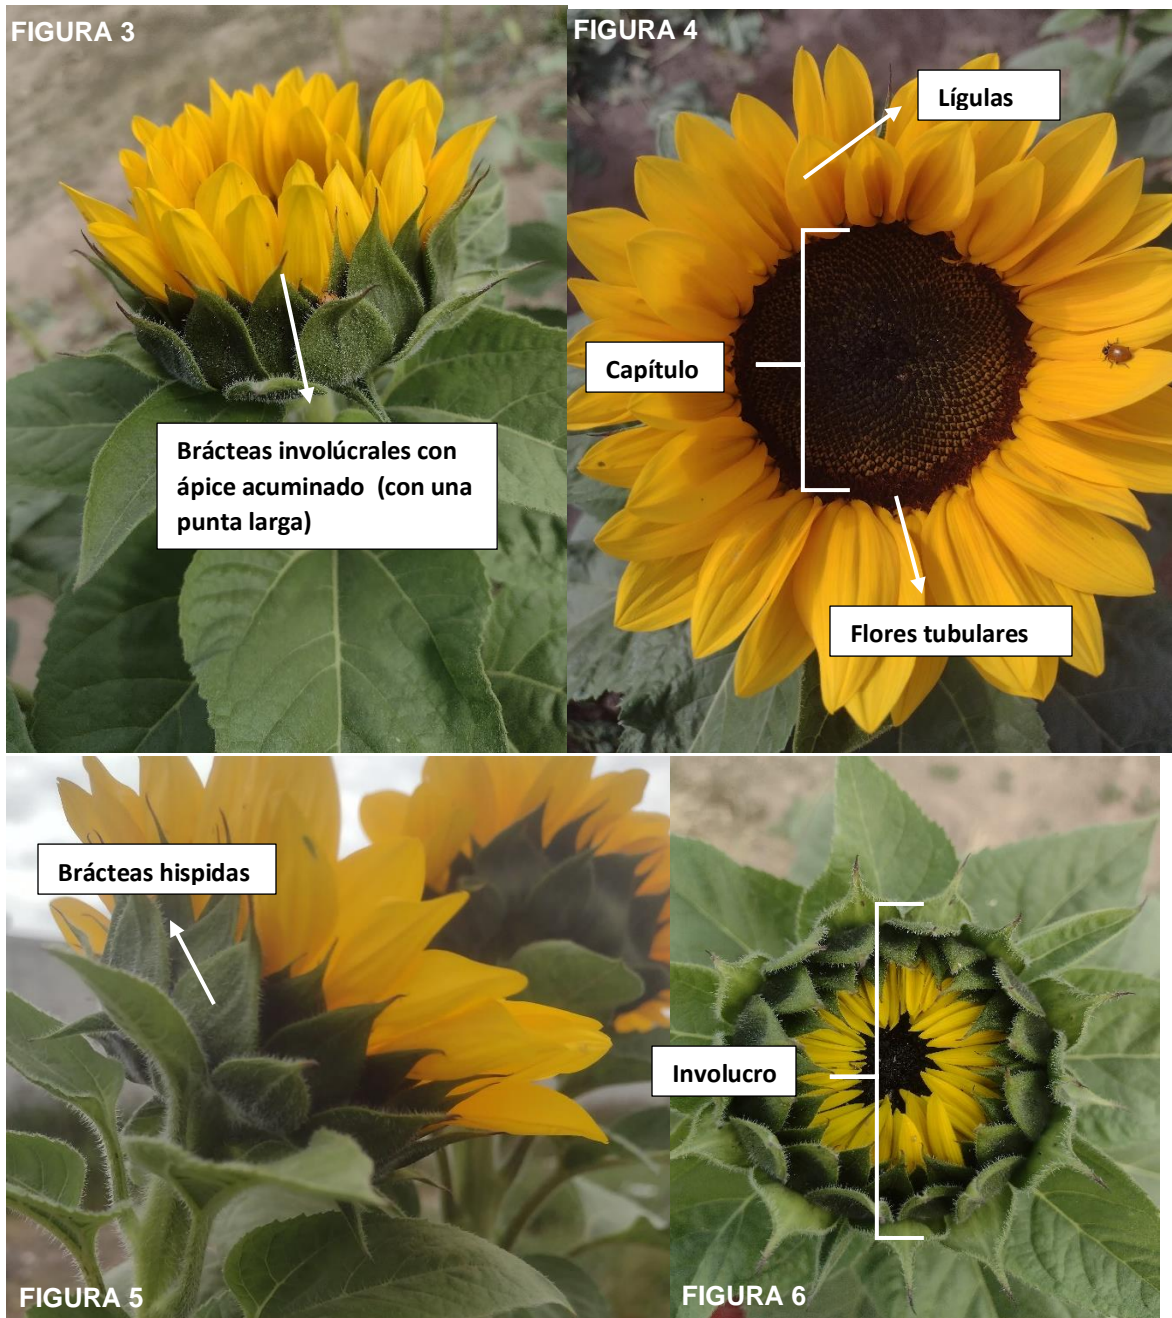 FIGURA 3
Brácteas involúcrales con
ápice acuminado (con una
punta larga)
FIGURA 4
Lígulas
Capítulo
Flores tubulares
Brácteas hispidas
FIGURA 5
Involucro
FIGURA 6